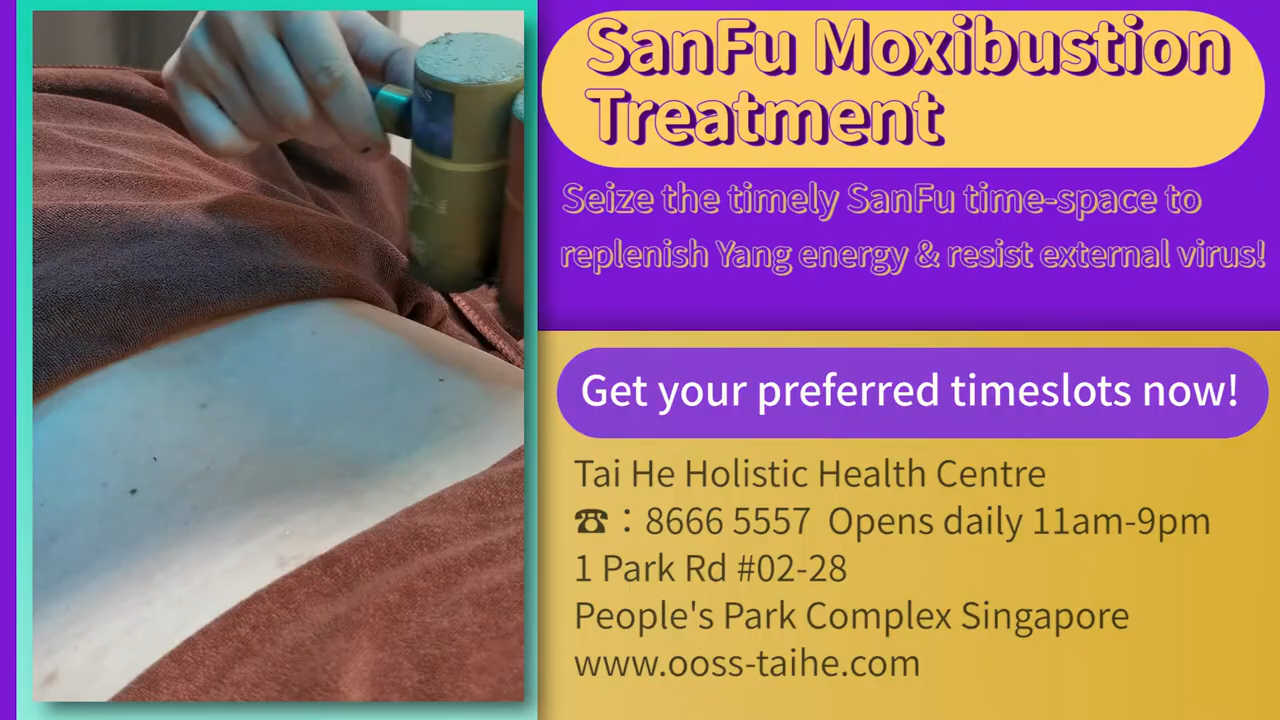 SanFu Moxibustion
Treatment
Seize the timely SanFu time-space to
replenish Yang energy & resist external virus!
Get your preferred timeslots now!
Tai He Holistic Health Centre
☎：8666 5557 Opens daily 11am-9pm
1 Park Rd #02-28
People's Park Complex Singapore
www.ooss-taihe.com